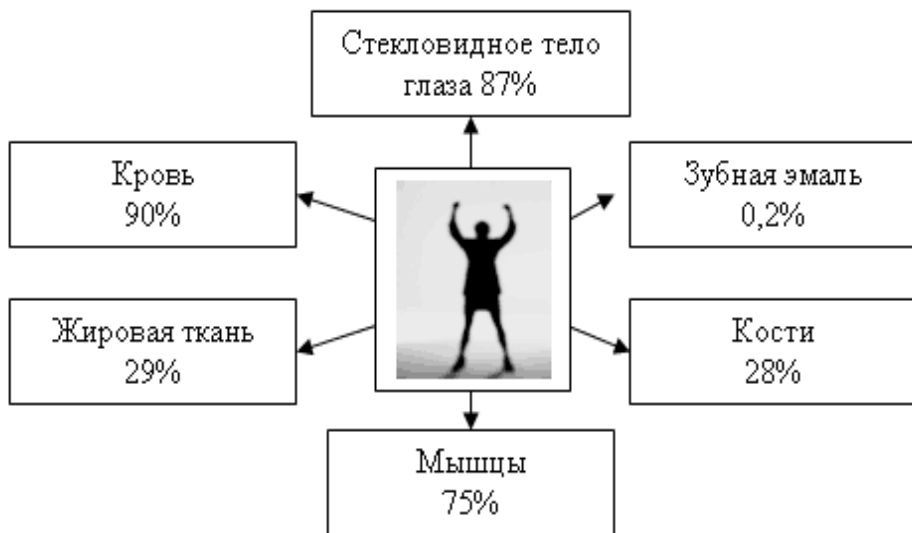 Стекловидное тело
глаза 87%
Кровь
90%
Зубная эмаль
0,2%
Жировая ткань
29%
Кости
28%
Мышцы
75%